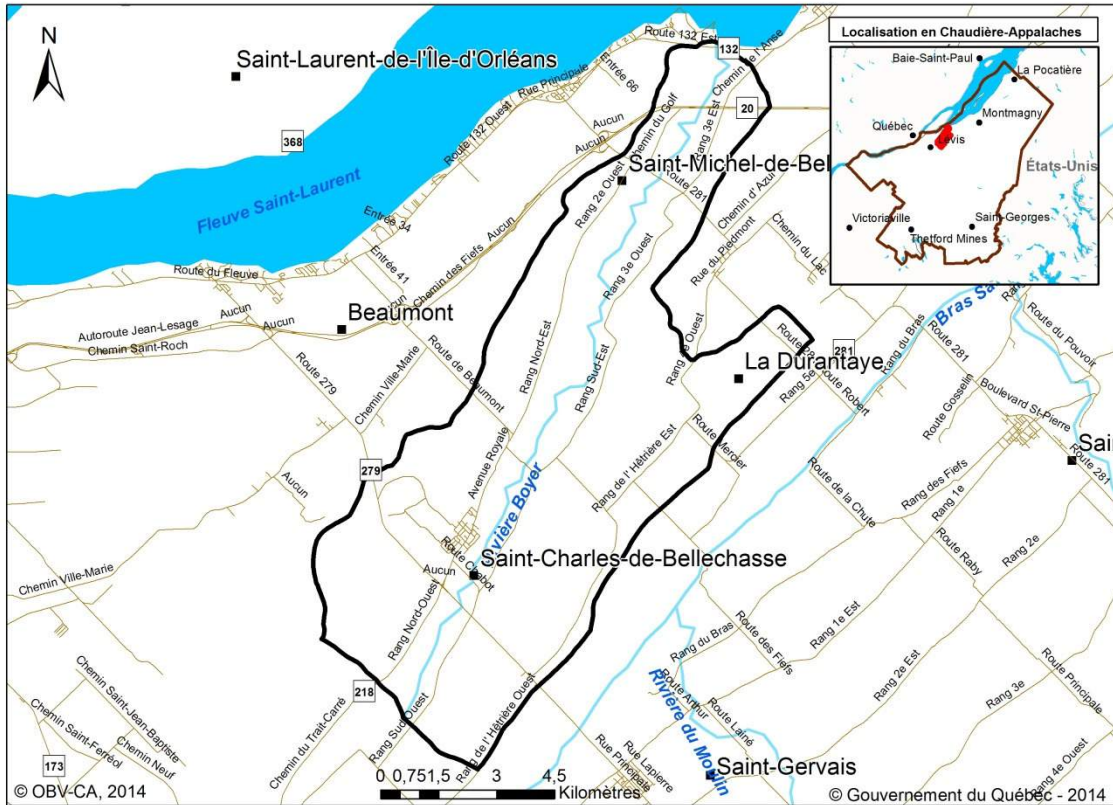 N
Saint-Laurent-de-l'Île-d'Orléans
368
Fleuve Saint-Laurent
Route 132 Est
132
Chemin de l'Anse
Entrée 66
Rue Principale
Route 132 Ouest
Aucun
Aucun
Chemin du Golf
Rang 3e Est
20
Saint-Michel-de-Bel
Rang 2e Ouest
Route 281
Chemin d'Azur
Entrée 34
Aucun
Chemin des Fiefs
Entrée 41
Aucun
Route du Fleuve
Aucun
Autoroute Jean-Lesage
Aucun
Chemin Saint-Roch
Beaumont
Rang 3e Ouest
Rue du Piedmont
Chemin du Lac
Localisation en Chaudière-Appalaches
Baie-Saint-Paul
La Pocatière
Montmagny
Québec
Lévis
États-Unis
Victoriaville
Saint-Georges
Thetford Mines
Route 279
Chemin Ville-Marie
Route de Beaumont
Rang Nord-Est
Rang Sud-Est
La Durantaye
281
Rang 5e
Route Robert
Rang du Bras
Route 281
Route du Pouvoir
Boulevard St-Pierre
Route Gosselin
Route 281
279
Aucun
Avenue Royale
Rang de l'Hêtrière Est
Route Mercier
Route de la Chute
Rang des Fiefs
Rang 1e
Rang 2e
Route Raby
Saint-Charles-de-Bellechasse
Aucun
Chemin Ville-Marie
Rang Nord-Ouest
Rang 1e Est
Route des Fiefs
Rang du Bras
Rang 2e Est
Route Principale
Rang 3e
Rang 4e Ouest
218
Rang Sud-Ouest
Rang de l'Hêtrière Ouest
Chemin du Trait-Carré
Chemin Saint-Jean-Baptiste
Chemin Saint-Ferréol
Chemin Neuf
173
Route Arthur
Route Lainé
Rivière du Moulin
Rue Lapierre
Rue Principale
Saint-Gervais
0 0,75 1,5 3 4,5
Kilomètres
© OBV-CA, 2014
© Gouvernement du Québec - 2014